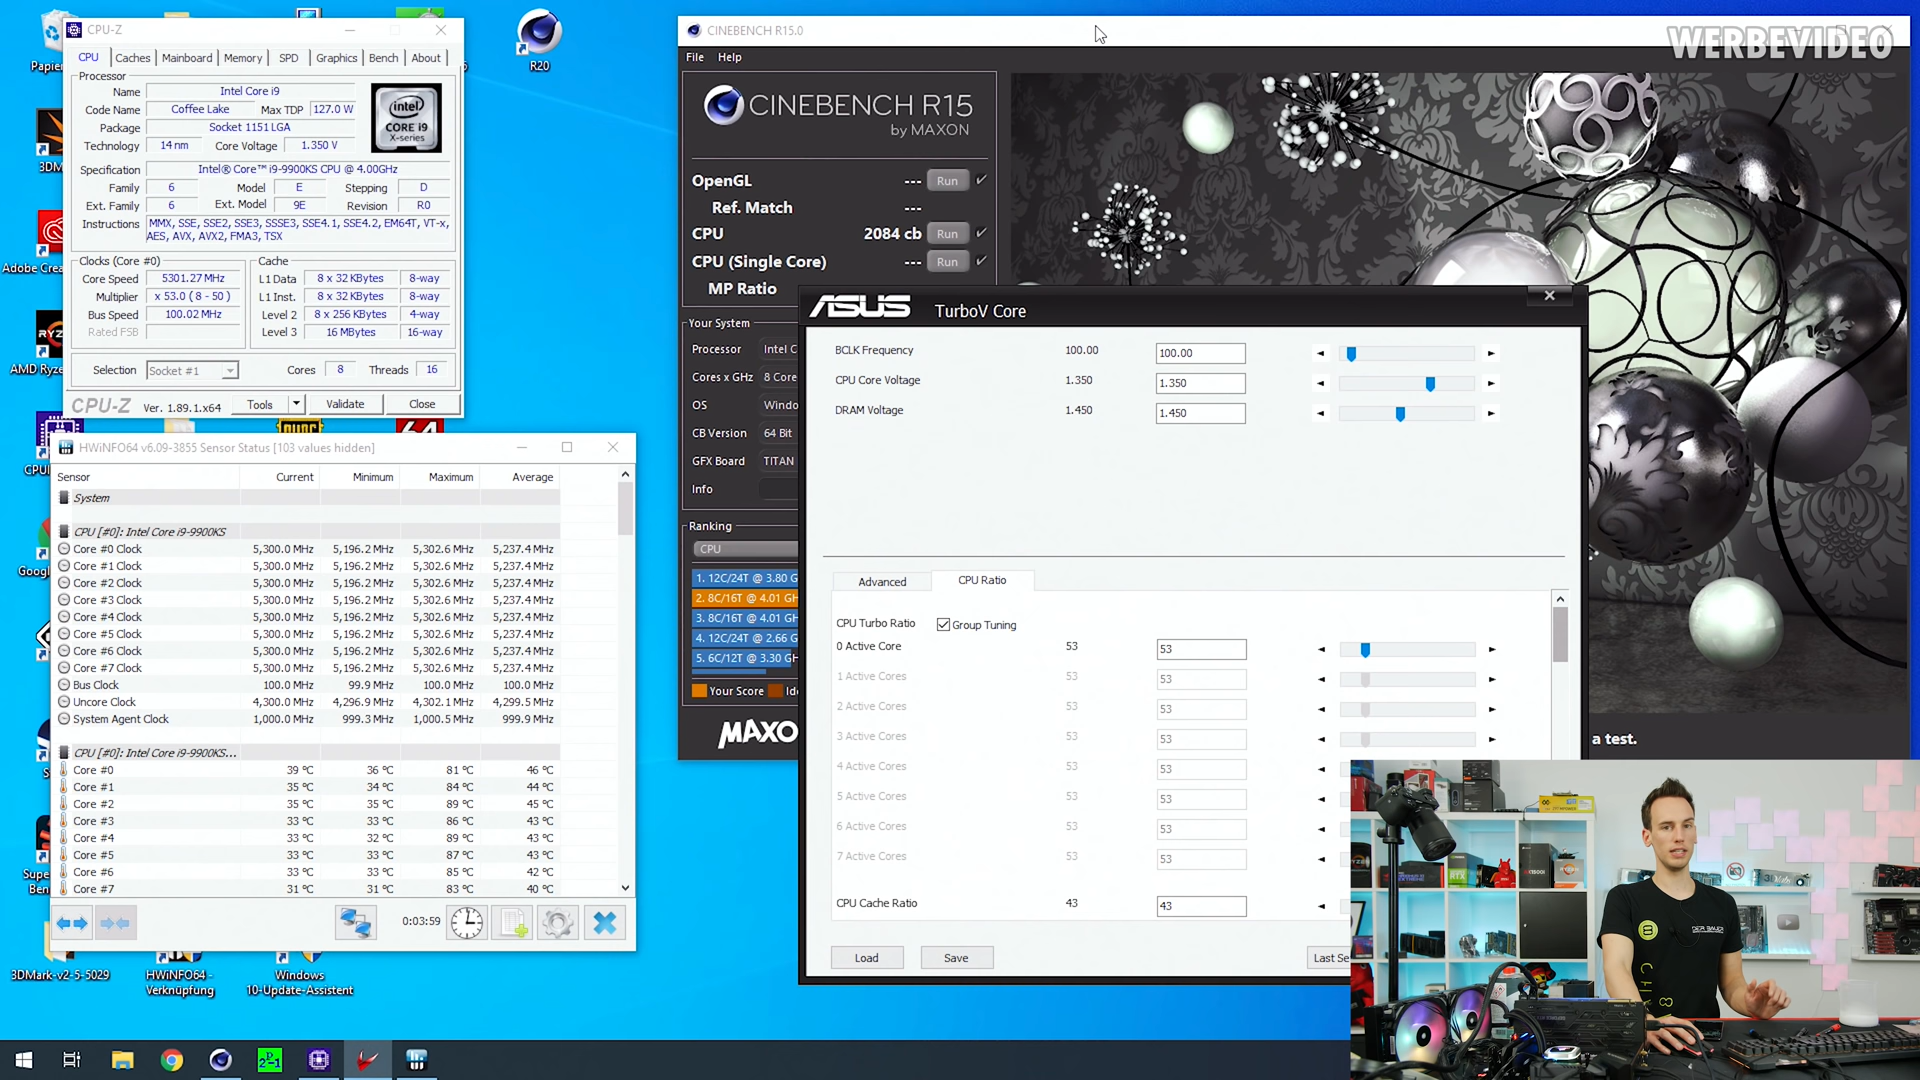 WERBEVIDEO
Papier
R20
3DM
Adobe Crea
AMD Ryze
CPU
Googl
Supe
Ben
3DMark-v2-5-5029
HWiNFO64 -
Verknüpfung
Windows
10-Update-Assistent
CPU-Z
CPU Caches Mainboard Memory SPD Graphics Bench About
Processor
Name Intel Core i9
Code Name Coffee Lake Max TDP 127.0 W
Package Socket 1151 LGA
Technology 14 nm Core Voltage 1.350 V
intel
CORE i9
X-series
Specification Intel® Core™ i9-9900KS CPU @ 4.00GHz
Family 6 Model E Stepping D
Ext. Family 6 Ext. Model 9E Revision R0
Instructions MMX, SSE, SSE2, SSE3, SSSE3, SSE4.1, SSE4.2, EM64T, VT-x,
AES, AVX, AVX2, FMA3, TSX
Clocks (Core #0) Cache
Core Speed 5301.27 MHz L1 Data 8 x 32 KBytes 8-way
Multiplier x 53.0 ( 8 - 50 ) L1 Inst. 8 x 32 KBytes 8-way
Bus Speed 100.02 MHz Level 2 8 x 256 KBytes 4-way
Rated FSB Level 3 16 MBytes 16-way
Selection Socket #1 Cores 8 Threads 16
CPU-Z Ver. 1.89.1.x64 Tools Validate Close
HWiNFO64 v6.09-3855 Sensor Status [103 values hidden]
Sensor Current Minimum Maximum Average
System
CPU [#0]: Intel Core i9-9900KS
Core #0 Clock 5,300.0 MHz 5,196.2 MHz 5,302.6 MHz 5,237.4 MHz
Core #1 Clock 5,300.0 MHz 5,196.2 MHz 5,302.6 MHz 5,237.4 MHz
Core #2 Clock 5,300.0 MHz 5,196.2 MHz 5,302.6 MHz 5,237.4 MHz
Core #3 Clock 5,300.0 MHz 5,196.2 MHz 5,302.6 MHz 5,237.4 MHz
Core #4 Clock 5,300.0 MHz 5,196.2 MHz 5,302.6 MHz 5,237.4 MHz
Core #5 Clock 5,300.0 MHz 5,196.2 MHz 5,302.6 MHz 5,237.4 MHz
Core #6 Clock 5,300.0 MHz 5,196.2 MHz 5,302.6 MHz 5,237.4 MHz
Core #7 Clock 5,300.0 MHz 5,196.2 MHz 5,302.6 MHz 5,237.4 MHz
Bus Clock 100.0 MHz 99.9 MHz 100.0 MHz 100.0 MHz
Uncore Clock 4,300.0 MHz 4,296.9 MHz 4,302.1 MHz 4,299.5 MHz
System Agent Clock 1,000.0 MHz 999.3 MHz 1,000.5 MHz 999.9 MHz
CPU [#0]: Intel Core i9-9900KS...
Core #0 39 °C 36 °C 81 °C 46 °C
Core #1 35 °C 34 °C 84 °C 44 °C
Core #2 35 °C 35 °C 89 °C 45 °C
Core #3 33 °C 33 °C 86 °C 43 °C
Core #4 33 °C 32 °C 89 °C 43 °C
Core #5 33 °C 33 °C 87 °C 43 °C
Core #6 33 °C 33 °C 85 °C 42 °C
Core #7 31 °C 31 °C 83 °C 40 °C
0:03:59
CINEBENCH R15.0
File Help
CINEBENCH R15
by MAXON
OpenGL --- Run
Ref. Match ---
CPU 2084 cb Run
CPU (Single Core) --- Run
MP Ratio
Your System
Processor Intel C
Cores x GHz 8 Core
OS Windo
CB Version 64 Bit
GFX Board TITAN
Info
Ranking
CPU
1. 12C/24T @ 3.80 G
2. 8C/16T @ 4.01 GH
3. 8C/16T @ 4.01 GH
4. 12C/24T @ 2.66 G
5. 6C/12T @ 3.30 GH
Your Score Ide
MAXO
a test.
ASUS TurboV Core
BCLK Frequency 100.00 100.00
CPU Core Voltage 1.350 1.350
DRAM Voltage 1.450 1.450
Advanced CPU Ratio
CPU Turbo Ratio Group Tuning
0 Active Core 53 53
1 Active Cores 53 53
2 Active Cores 53 53
3 Active Cores 53 53
4 Active Cores 53 53
5 Active Cores 53 53
6 Active Cores 53 53
7 Active Cores 53 53
CPU Cache Ratio 43 43
Load Save Last Se
DER BAUER
8